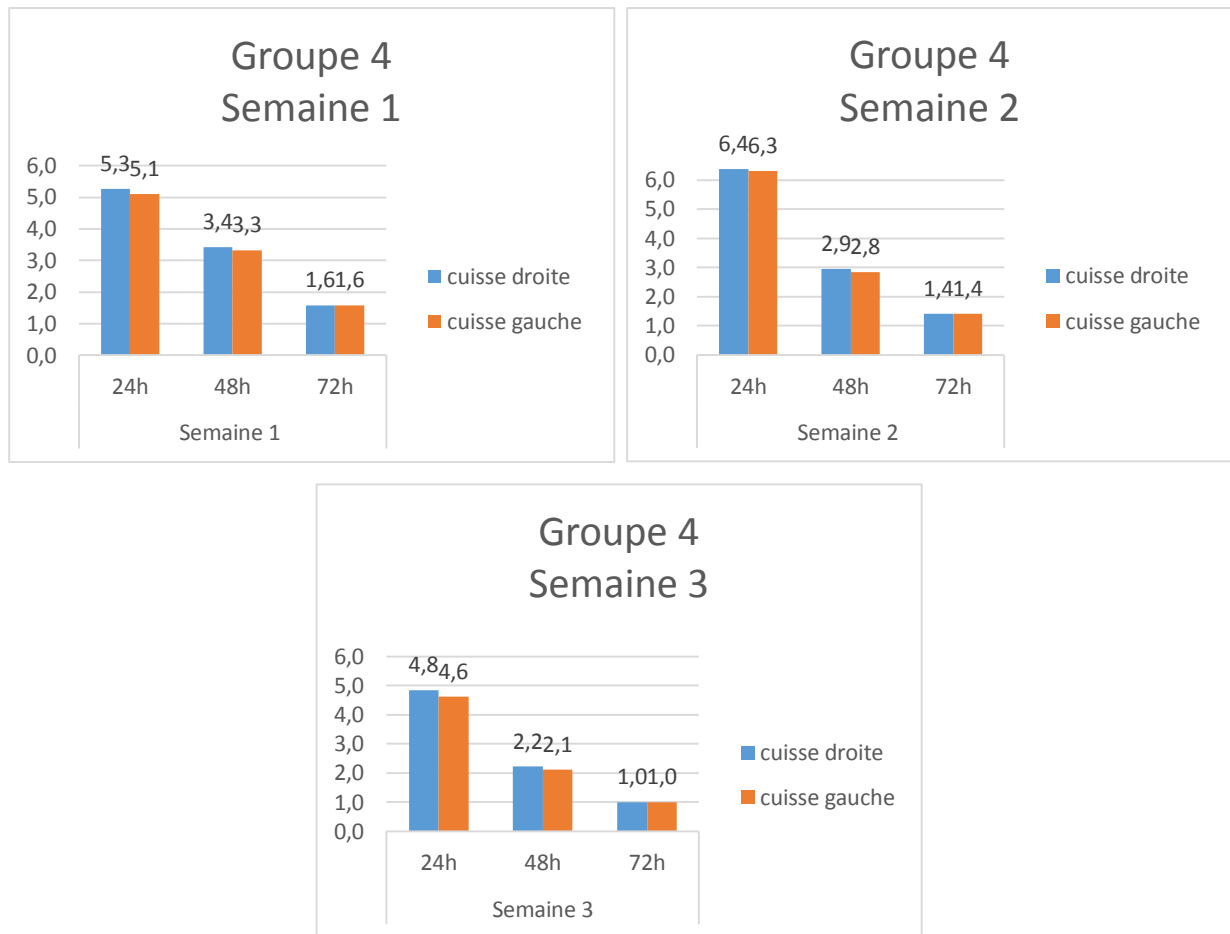 Groupe 4
Semaine 1
6,0
5,0
4,0
3,0
2,0
1,0
0,0
5,3 5,1
3,4 3,3
1,6 1,6
24h 48h 72h
Semaine 1
cuisse droite
cuisse gauche
Groupe 4
Semaine 2
6,0
5,0
4,0
3,0
2,0
1,0
0,0
6,4 6,3
2,9 2,8
1,4 1,4
24h 48h 72h
Semaine 2
cuisse droite
cuisse gauche
Groupe 4
Semaine 3
6,0
5,0
4,0
3,0
2,0
1,0
0,0
4,8 4,6
2,2 2,1
1,0 1,0
24h 48h 72h
Semaine 3
cuisse droite
cuisse gauche